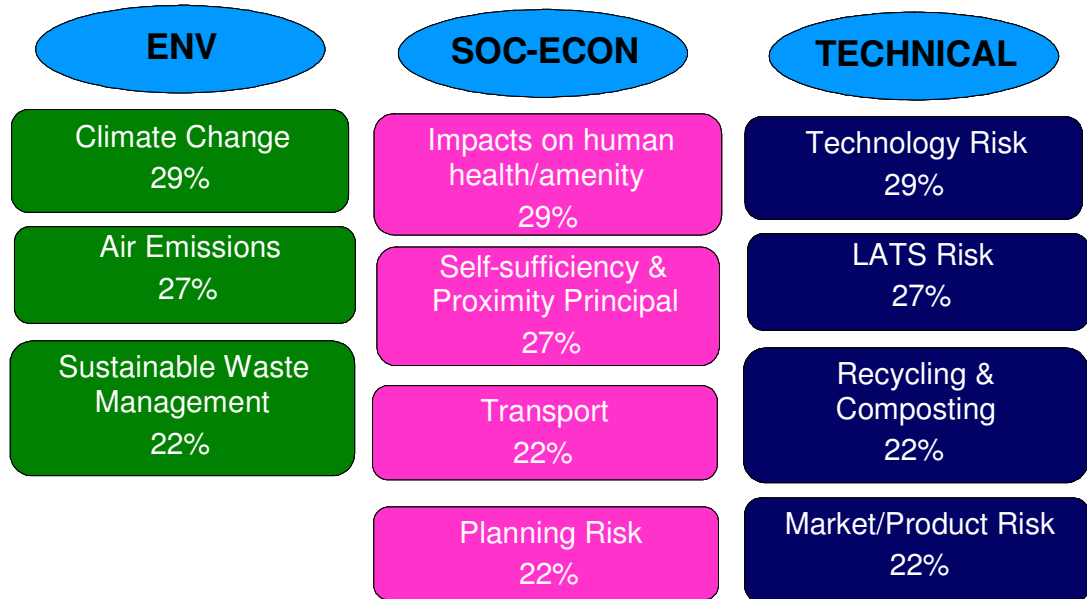 ENV
Climate Change
29%
Air Emissions
27%
Sustainable Waste
Management
22%
SOC-ECON
Impacts on human
health/amenity
29%
Self-sufficiency &
Proximity Principal
27%
Transport
22%
Planning Risk
22%
TECHNICAL
Technology Risk
29%
LATS Risk
27%
Recycling &
Composting
22%
Market/Product Risk
22%